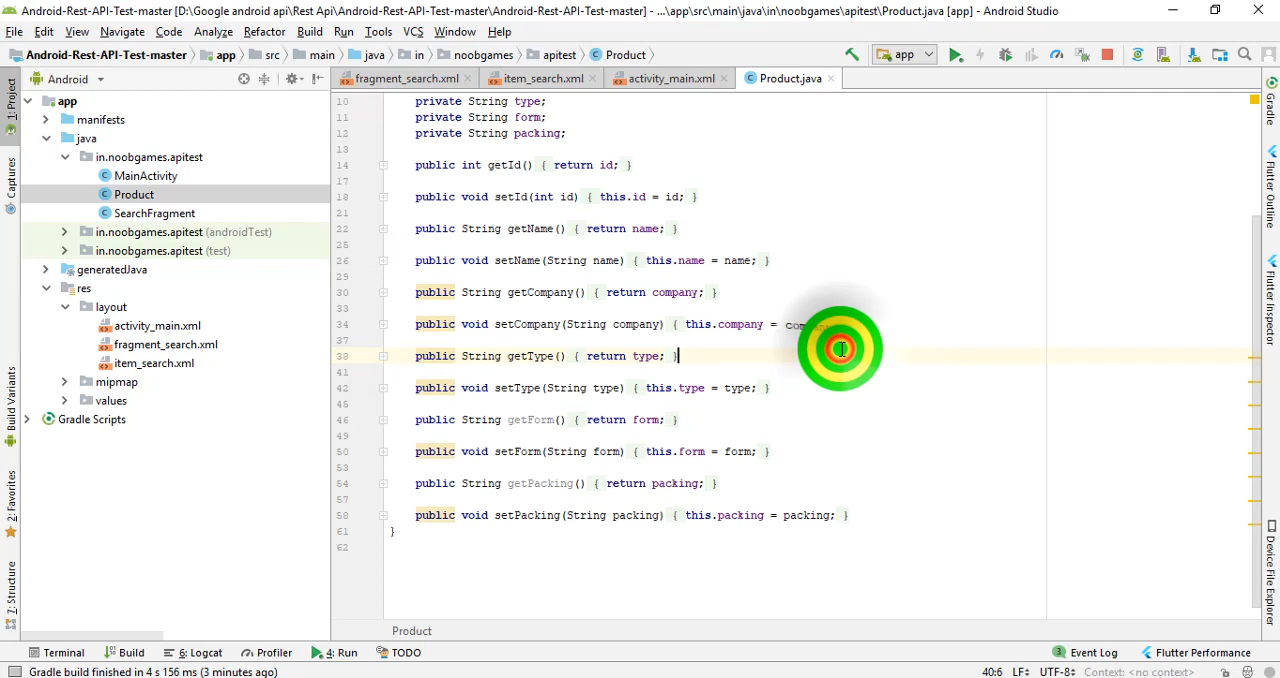 Android-Rest-API-Test-master [D:\Google android api\Rest Api\Android-Rest-API-Test-master\Android-Rest-API-Test-master] - ...\app\src\main\java\in\noobgames\apitest\Product.java [app] - Android Studio
File Edit View Navigate Code Analyze Refactor Build Run Tools VCS Window Help
Android-Rest-API-Test-master app src main java in noobgames apitest Product
app
Android
fragment_search.xml item_search.xml activity_main.xml Product.java
1: Project
Captures
Build Variants
2: Favorites
7: Structure
app
manifests
java
in.noobgames.apitest
MainActivity
Product
SearchFragment
in.noobgames.apitest (androidTest)
in.noobgames.apitest (test)
generatedJava
res
layout
activity_main.xml
fragment_search.xml
item_search.xml
mipmap
values
Gradle Scripts
10 private String type;
11 private String form;
12 private String packing;
13
14 public int getId() { return id; }
17
18 public void setId(int id) { this.id = id; }
21
22 public String getName() { return name; }
25
26 public void setName(String name) { this.name = name; }
29
30 public String getCompany() { return company; }
33
34 public void setCompany(String company) { this.company =
37
38 public String getType() { return type; }
41
42 public void setType(String type) { this.type = type; }
45
46 public String getForm() { return form; }
49
50 public void setForm(String form) { this.form = form; }
53
54 public String getPacking() { return packing; }
57
58 public void setPacking(String packing) { this.packing = packing; }
61 }
62
Product
Gradle
Flutter Outline
Flutter Inspector
Device File Explorer
Terminal Build 6: Logcat Profiler 4: Run TODO 3 Event Log Flutter Performance
Gradle build finished in 4 s 156 ms (3 minutes ago) 40:6 LF÷ UTF-8÷ Context: <no context>